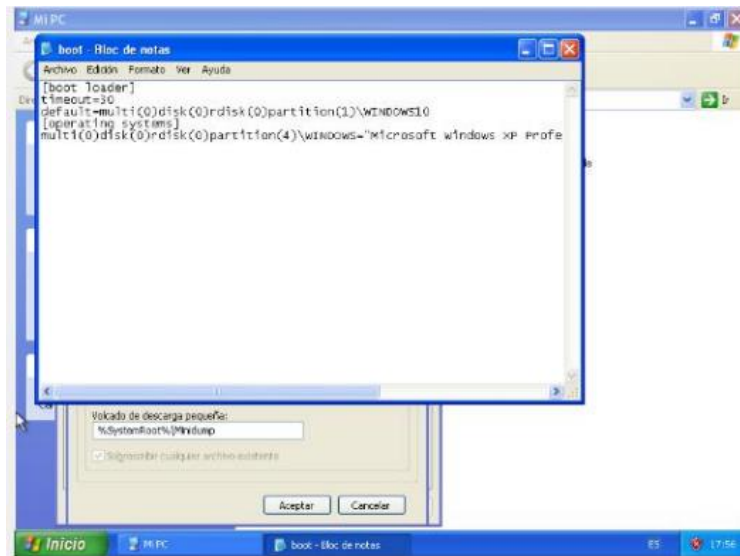 Mi PC
boot - Bloc de notas
Archivo Edición Formato Ver Ayuda
[boot loader]
timeout=30
default=multi(0)disk(0)rdisk(0)partition(1)\WINDOWS10
[operating systems]
multi(0)disk(0)rdisk(0)partition(4)\WINDOWS="Microsoft Windows XP Profe
Ir
Volcado de descarga pequeña:
%SystemRoot%\Minidump
Sobrescribir cualquier archivo existente
Aceptar Cancelar
Inicio Mi PC boot - Bloc de notas ES 17:56